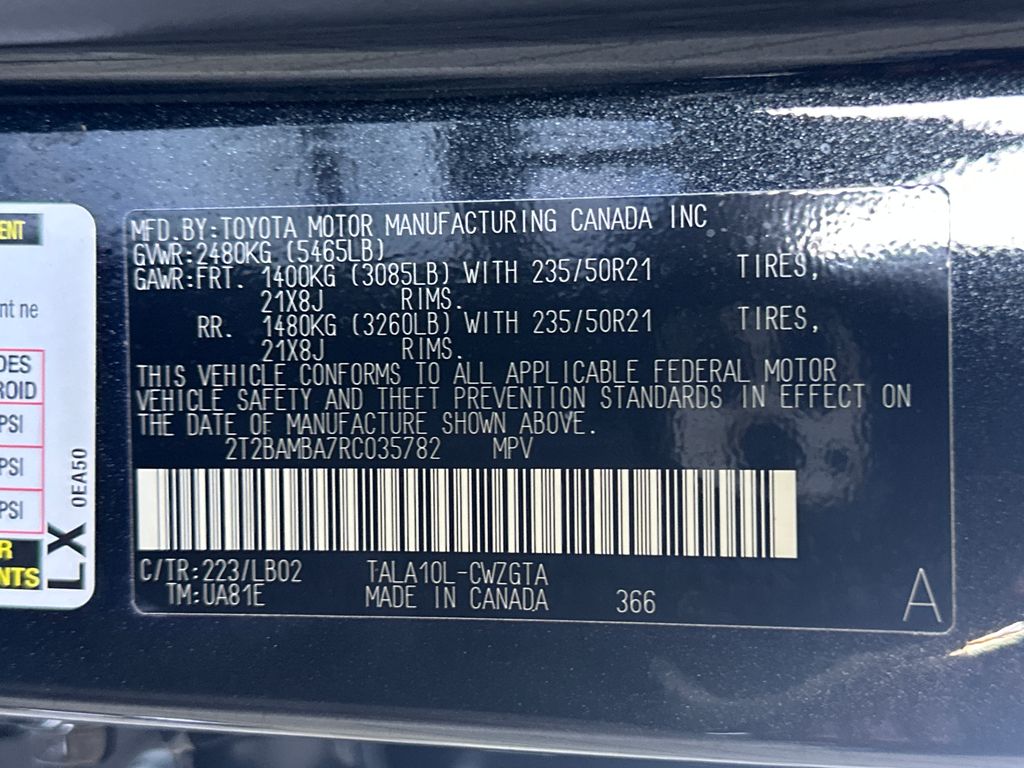 MFD.BY:TOYOTA MOTOR MANUFACTURING CANADA INC
GVWR:2480KG (5465LB)
GAWR:FRT. 1400KG (3085LB) WITH 235/50R21 TIRES,
21X8J RIMS.
RR. 1480KG (3260LB) WITH 235/50R21 TIRES,
21X8J RIMS.
THIS VEHICLE CONFORMS TO ALL APPLICABLE FEDERAL MOTOR
VEHICLE SAFETY AND THEFT PREVENTION STANDARDS IN EFFECT ON
THE DATE OF MANUFACTURE SHOWN ABOVE.
2T2BAMBA7RC035782 MPV
C/TR:223/LB02 TALA10L-CWZGTA
TM:UA81E MADE IN CANADA 366
A
ENT
nt ne
DES
ROID
PSI
PSI
PSI
R
NTS
LX
0EA50